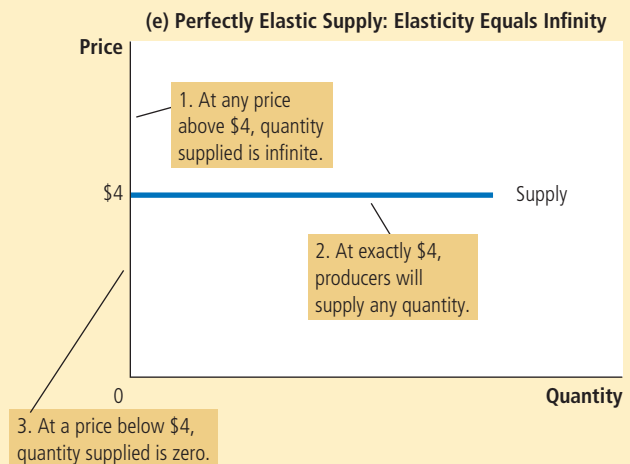 (e) Perfectly Elastic Supply: Elasticity Equals Infinity
Price
1. At any price
above $4, quantity
supplied is infinite.
$4
Supply
2. At exactly $4,
producers will
supply any quantity.
0
Quantity
3. At a price below $4,
quantity supplied is zero.